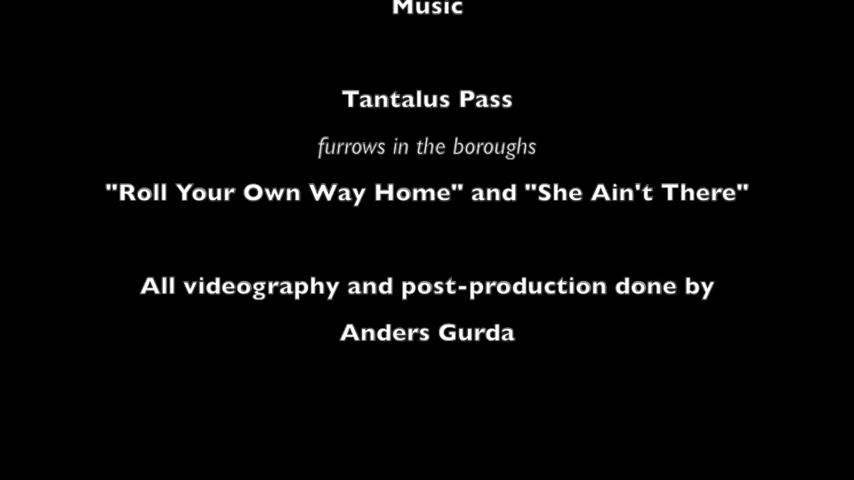 Music
Tantalus Pass
furrows in the boroughs
"Roll Your Own Way Home" and "She Ain't There"
All videography and post-production done by
Anders Gurda